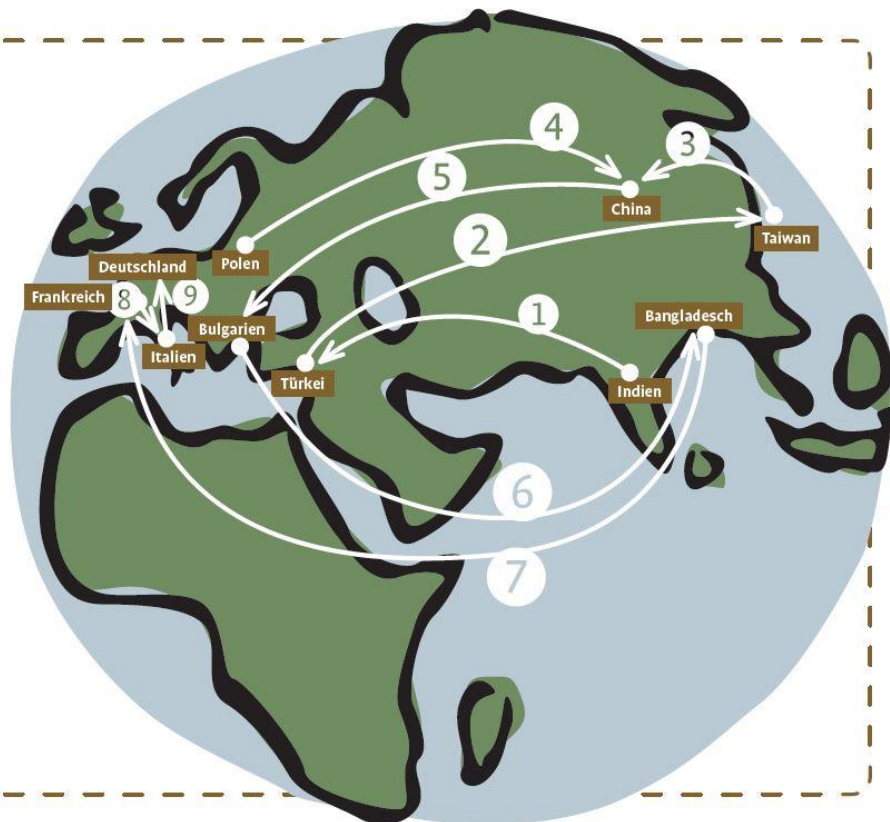 4
3
5
China
2
Taiwan
Polen
Deutschland
Frankreich
8
9
1
Bangladesch
Bulgarien
Italien
Türkei
Indien
6
7